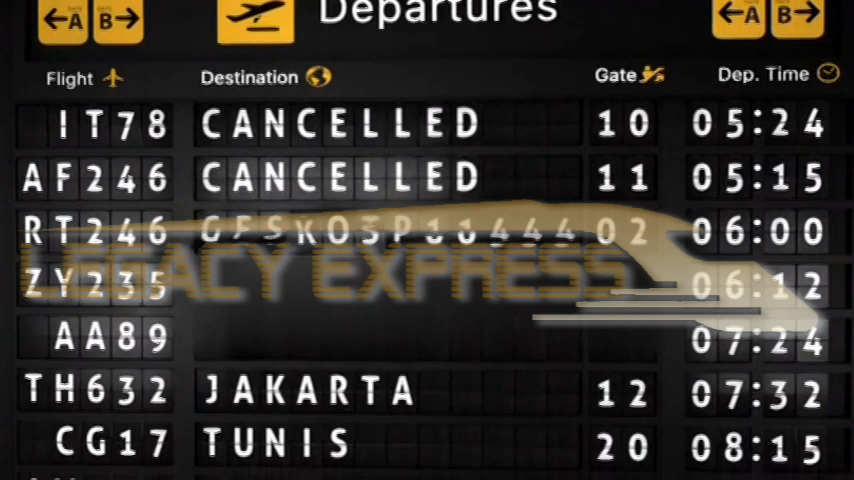 ←A B→ Departures ←A B→
Flight Destination Gate Dep. Time
IT78 CANCELLED 10 05:24
AF246 CANCELLED 11 05:15
RT246 02 06:00
LEGACY EXPRESS
ZY235 06:12
AA89 07:24
TH632 JAKARTA 12 07:32
CG17 TUNIS 20 08:15